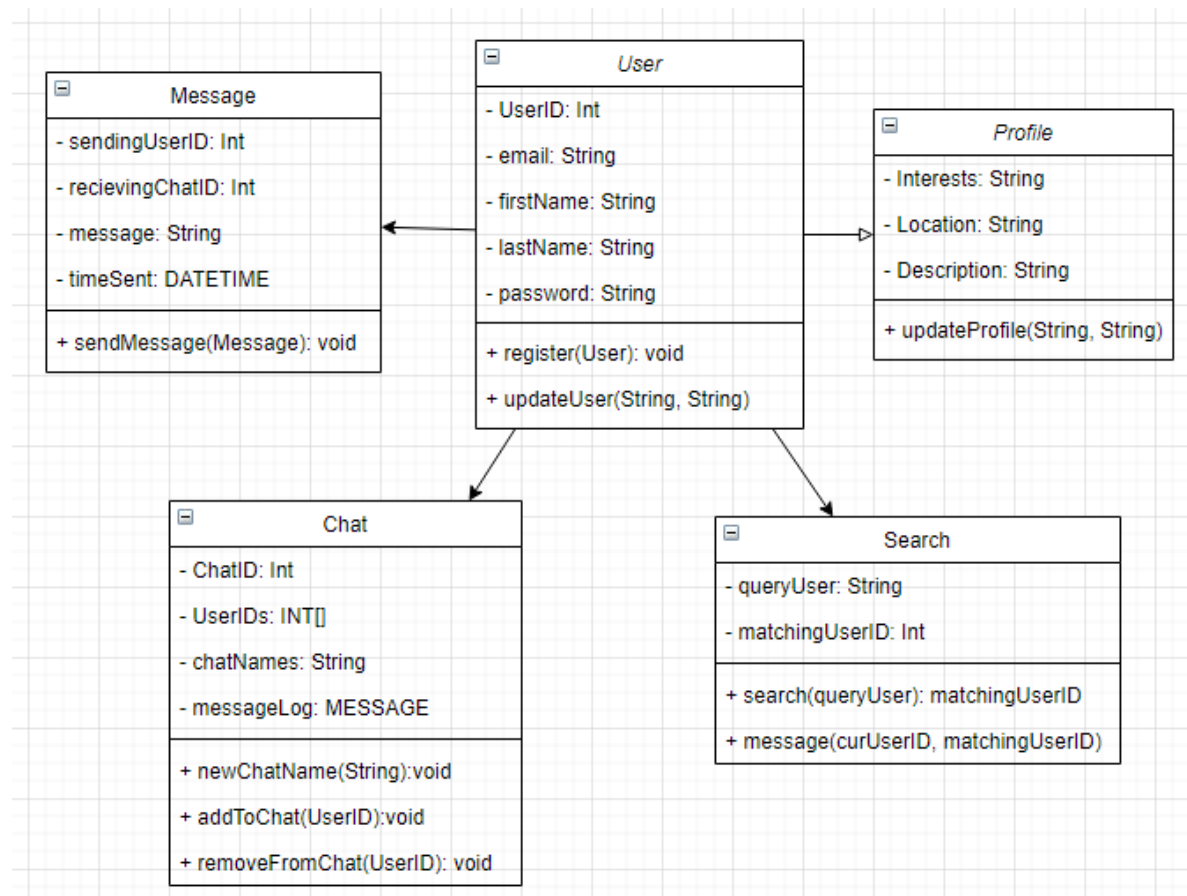 Message
- sendingUserID: Int
- recievingChatID: Int
- message: String
- timeSent: DATETIME
+ sendMessage(Message): void
User
- UserID: Int
- email: String
- firstName: String
- lastName: String
- password: String
+ register(User): void
+ updateUser(String, String)
Profile
- Interests: String
- Location: String
- Description: String
+ updateProfile(String, String)
Chat
- ChatID: Int
- UserIDs: INT[]
- chatNames: String
- messageLog: MESSAGE
+ newChatName(String):void
+ addToChat(UserID):void
+ removeFromChat(UserID): void
Search
- queryUser: String
- matchingUserID: Int
+ search(queryUser): matchingUserID
+ message(curUserID, matchingUserID)